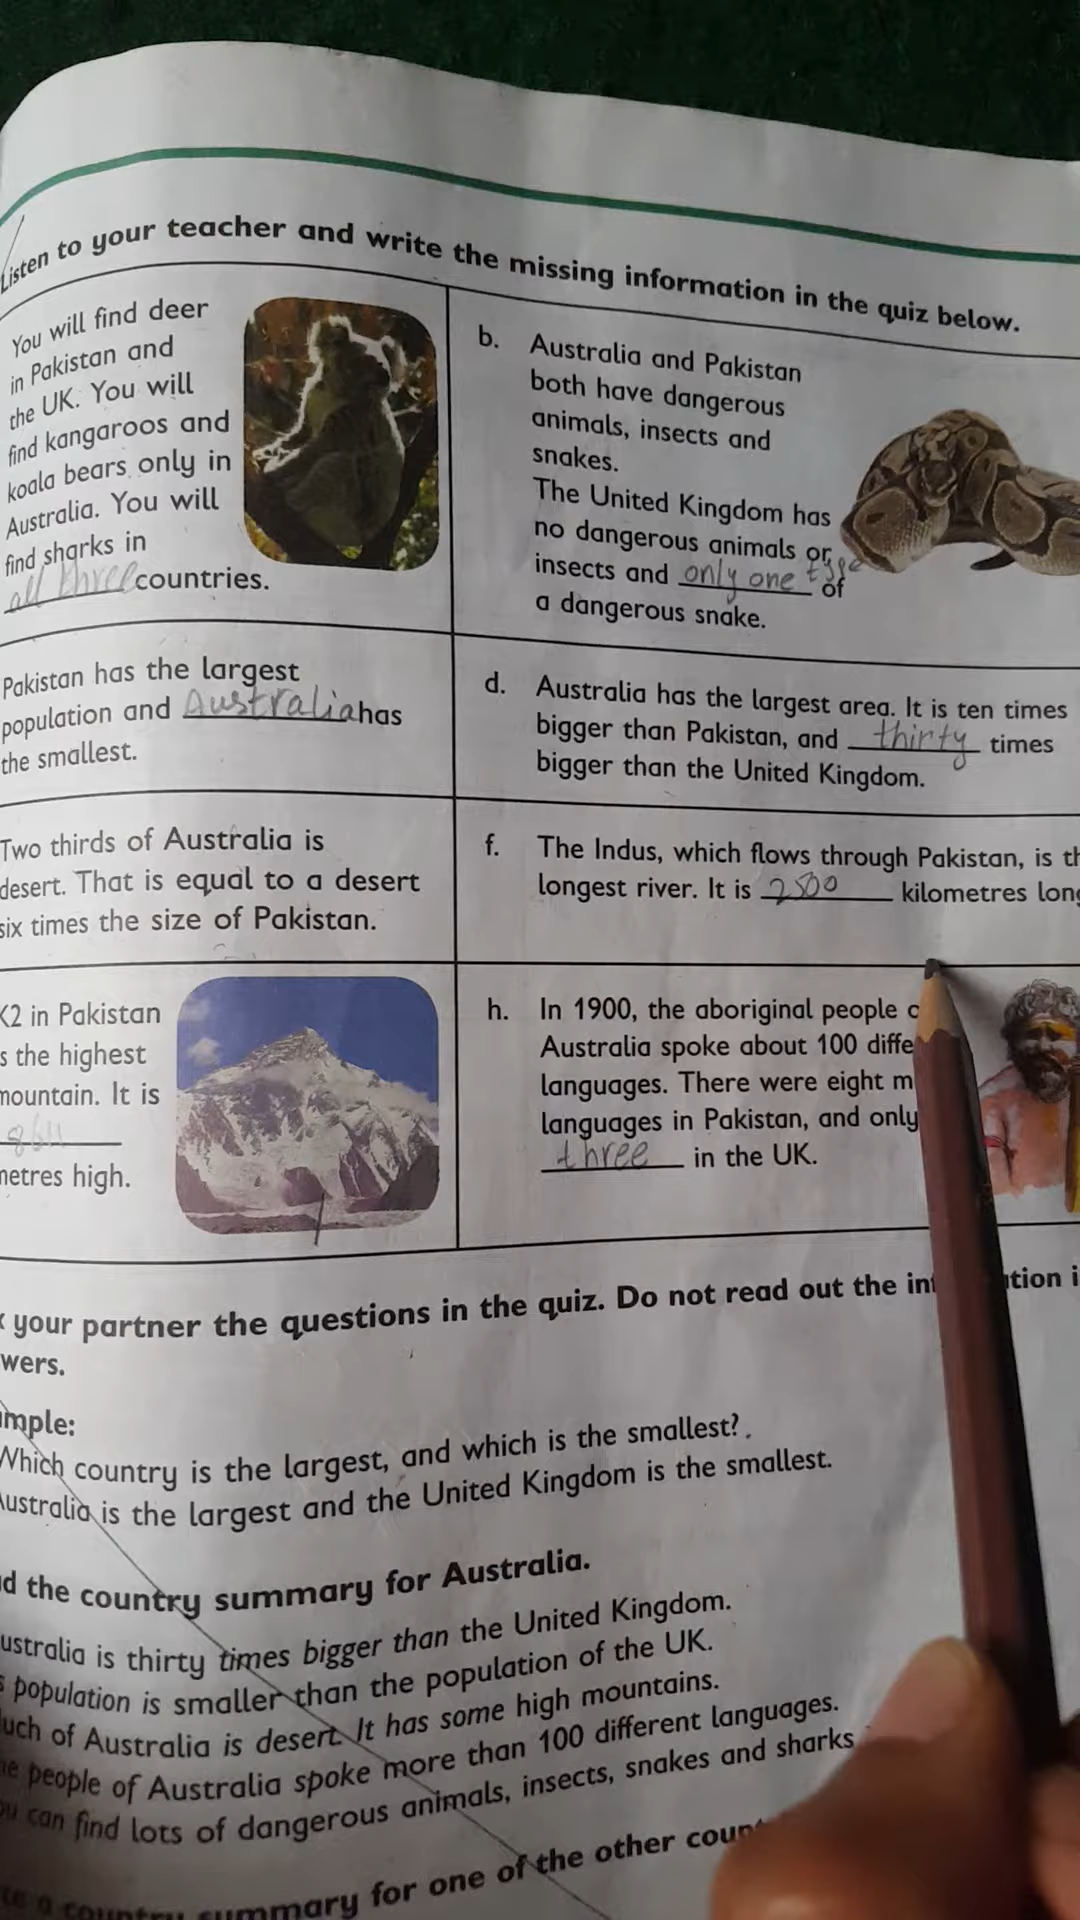 Listen to your teacher and write the missing information in the quiz below.
You will find deer
in Pakistan and
the UK. You will
find kangaroos and
koala bears only in
Australia. You will
find sharks in
all three countries.
b. Australia and Pakistan
both have dangerous
animals, insects and
snakes.
The United Kingdom has
no dangerous animals or
insects and only one type of
a dangerous snake.
Pakistan has the largest
population and Australia has
the smallest.
d. Australia has the largest area. It is ten times
bigger than Pakistan, and thirty times
bigger than the United Kingdom.
Two thirds of Australia is
desert. That is equal to a desert
six times the size of Pakistan.
f. The Indus, which flows through Pakistan, is th
longest river. It is 2500 kilometres long
K2 in Pakistan
s the highest
mountain. It is
8611
metres high.
h. In 1900, the aboriginal people
Australia spoke about 100 diffe
languages. There were eight m
languages in Pakistan, and only
three in the UK.
k your partner the questions in the quiz. Do not read out the in tion i
wers.
mple:
Which country is the largest, and which is the smallest?
Australia is the largest and the United Kingdom is the smallest.
d the country summary for Australia.
ustralia is thirty times bigger than the United Kingdom.
s population is smaller than the population of the UK.
uch of Australia is desert. It has some high mountains.
he people of Australia spoke more than 100 different languages.
ou can find lots of dangerous animals, insects, snakes and sharks
te a country summary for one of the other coun